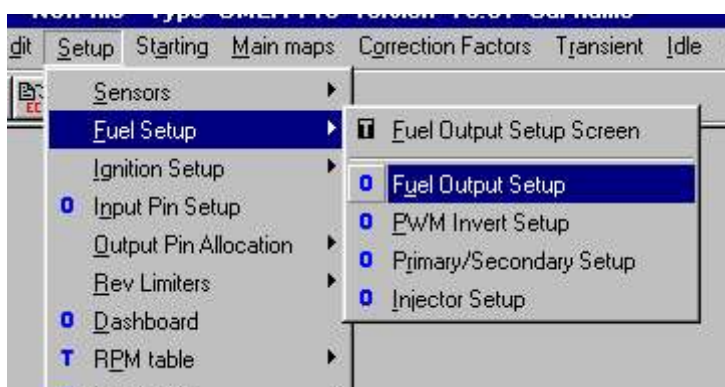 dit Setup Starting Main maps Correction Factors Transient Idle
Sensors
Fuel Setup
T Fuel Output Setup Screen
Ignition Setup
O Fuel Output Setup
O Input Pin Setup
O PWM Invert Setup
Output Pin Allocation
O Primary/Secondary Setup
Rev Limiters
O Injector Setup
O Dashboard
T RPM table